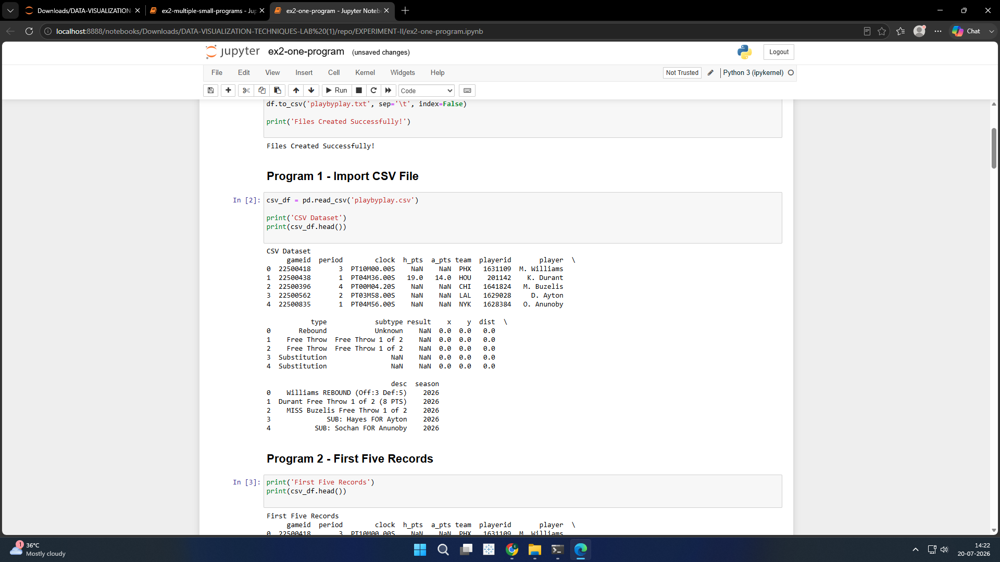 Downloads/DATA-VISUALIZATION
ex2-multiple-small-programs - Jup
ex2-one-program - Jupyter Noteb
localhost:8888/notebooks/Downloads/DATA-VISUALIZATION-TECHNIQUES-LAB%20(1)/repo/EXPERIMENT-II/ex2-one-program.ipynb
Chat
jupyter ex2-one-program (unsaved changes)
Logout
File Edit View Insert Cell Kernel Widgets Help
Not Trusted
Python 3 (ipykernel)
Run
Code
df.to_csv('playbyplay.txt', sep='\t', index=False)
print('Files Created Successfully!')
Files Created Successfully!
Program 1 - Import CSV File
In [2]: csv_df = pd.read_csv('playbyplay.csv')
print('CSV Dataset')
print(csv_df.head())
CSV Dataset
gameid period clock h_pts a_pts team playerid player \
0 22500418 3 PT10M00.00S NaN NaN PHX 1631109 M. Williams
1 22500438 1 PT04M36.00S 19.0 14.0 HOU 201142 K. Durant
2 22500396 4 PT00M04.20S NaN NaN CHI 1641824 M. Buzelis
3 22500562 2 PT03M58.00S NaN NaN LAL 1629028 D. Ayton
4 22500835 1 PT04M56.00S NaN NaN NYK 1628384 O. Anunoby
type subtype result x y dist \
0 Rebound Unknown NaN 0.0 0.0 0.0
1 Free Throw Free Throw 1 of 2 NaN 0.0 0.0 0.0
2 Free Throw Free Throw 1 of 2 NaN 0.0 0.0 0.0
3 Substitution NaN NaN 0.0 0.0 0.0
4 Substitution NaN NaN 0.0 0.0 0.0
desc season
0 Williams REBOUND (Off:3 Def:5) 2026
1 Durant Free Throw 1 of 2 (8 PTS) 2026
2 MISS Buzelis Free Throw 1 of 2 2026
3 SUB: Hayes FOR Ayton 2026
4 SUB: Sochan FOR Anunoby 2026
Program 2 - First Five Records
In [3]: print('First Five Records')
print(csv_df.head())
First Five Records
gameid period clock h_pts a_pts team playerid player \
0 22500418 3 PT10M00.00S NaN NaN PHX 1631109 M. Williams
1
36°C
Mostly cloudy
14:22
20-07-2026